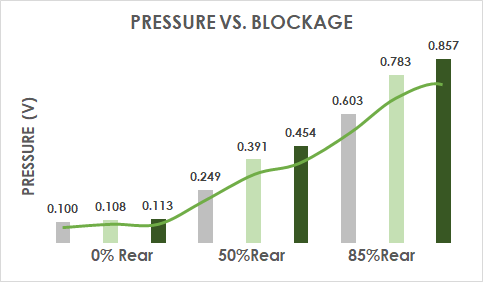 PRESSURE VS. BLOCKAGE
PRESSURE (V)
0.100 0.108 0.113 0.249 0.391 0.454 0.603 0.783 0.857
0% Rear 50%Rear 85%Rear